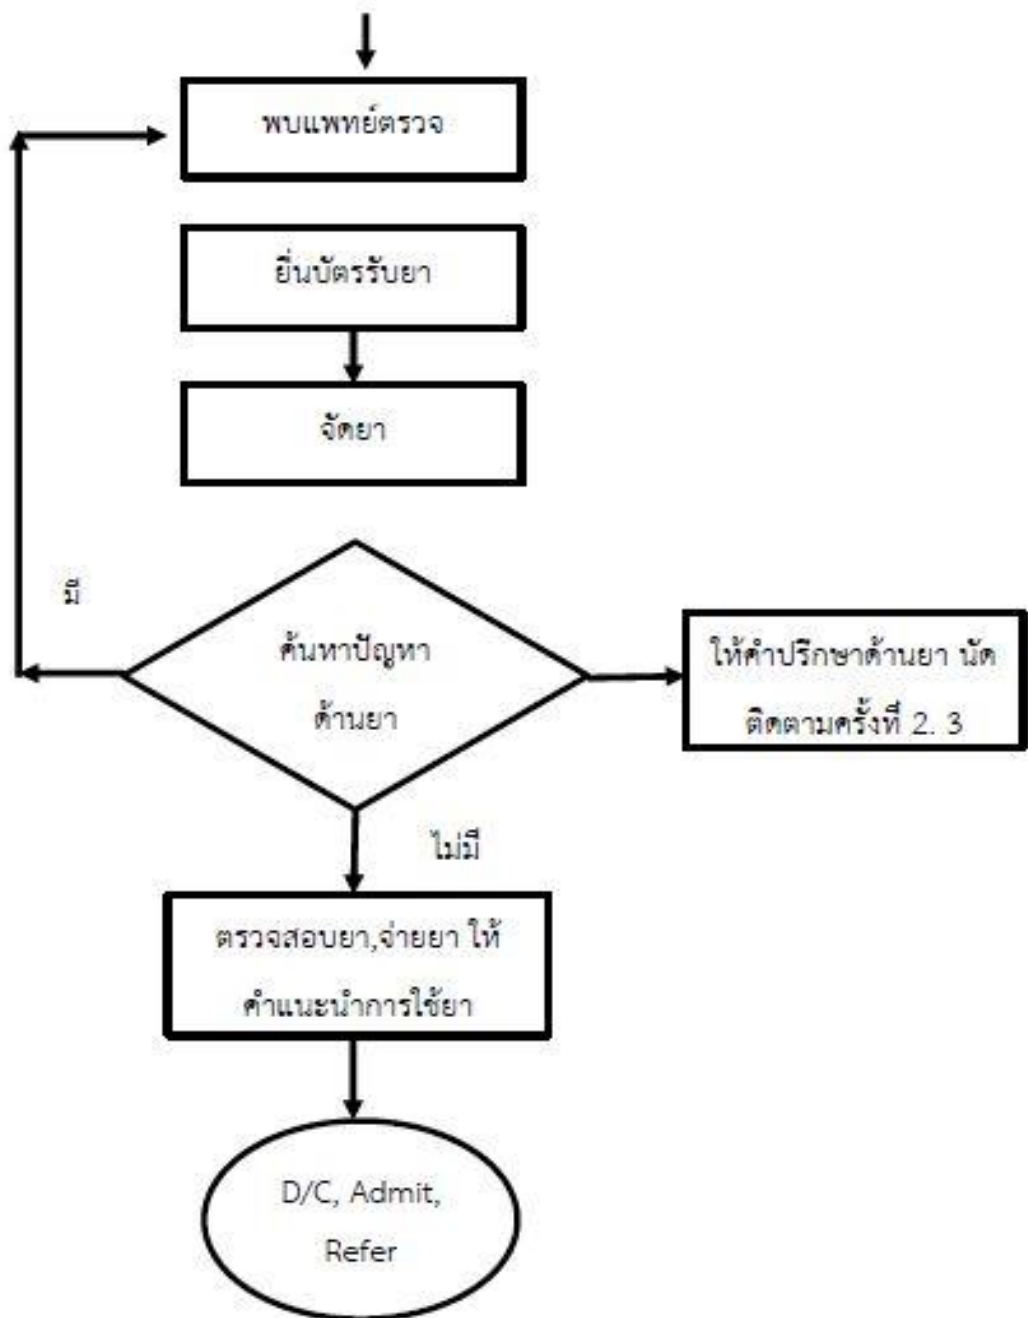 พบแพทย์ตรวจ
ยื่นบัตรรับยา
จัดยา
มี
ค้นหาปัญหา
ด้านยา
ให้คำปรึกษาด้านยา นัด
ติดตามครั้งที่ 2. 3
ไม่มี
ตรวจสอบยา,จ่ายยา ให้
คำแนะนำการใช้ยา
D/C, Admit,
Refer